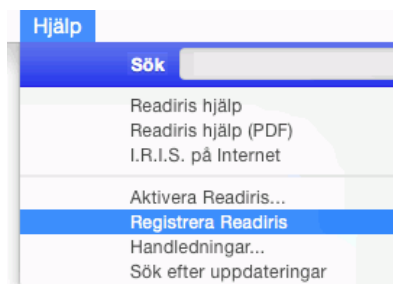 Hjälp
Sök
Readiris hjälp
Readiris hjälp (PDF)
I.R.I.S. på Internet
Aktivera Readiris...
Registrera Readiris
Handledningar...
Sök efter uppdateringar